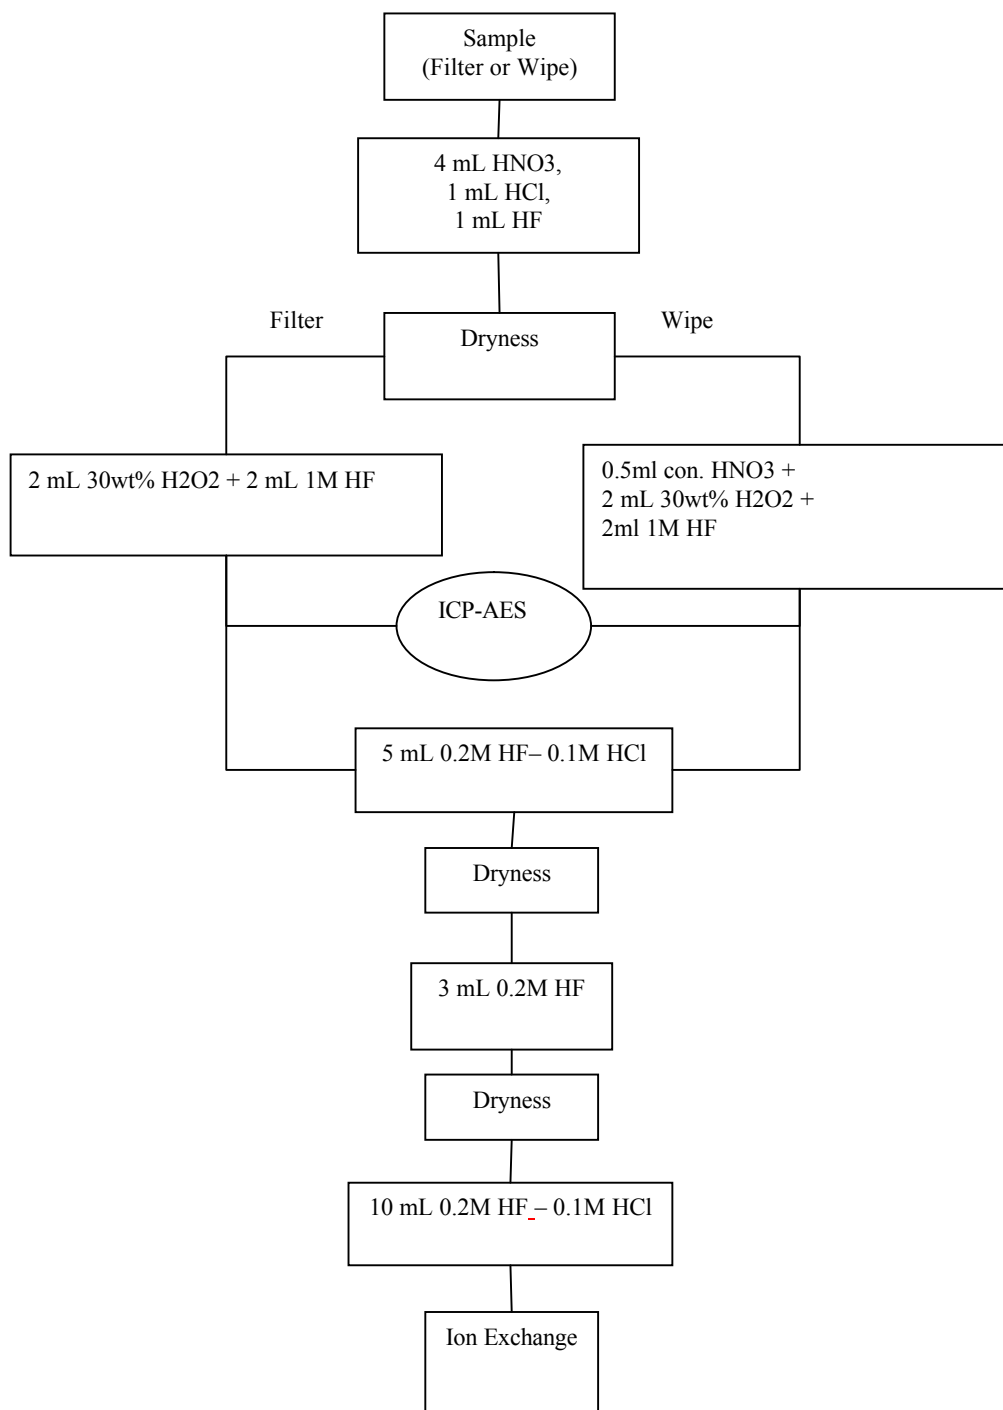 Sample
(Filter or Wipe)
4 mL HNO3,
1 mL HCl,
1 mL HF
Filter
Dryness
Wipe
2 mL 30wt% H2O2 + 2 mL 1M HF
0.5ml con. HNO3 +
2 mL 30wt% H2O2 +
2ml 1M HF
ICP-AES
5 mL 0.2M HF– 0.1M HCl
Dryness
3 mL 0.2M HF
Dryness
10 mL 0.2M HF – 0.1M HCl
Ion Exchange